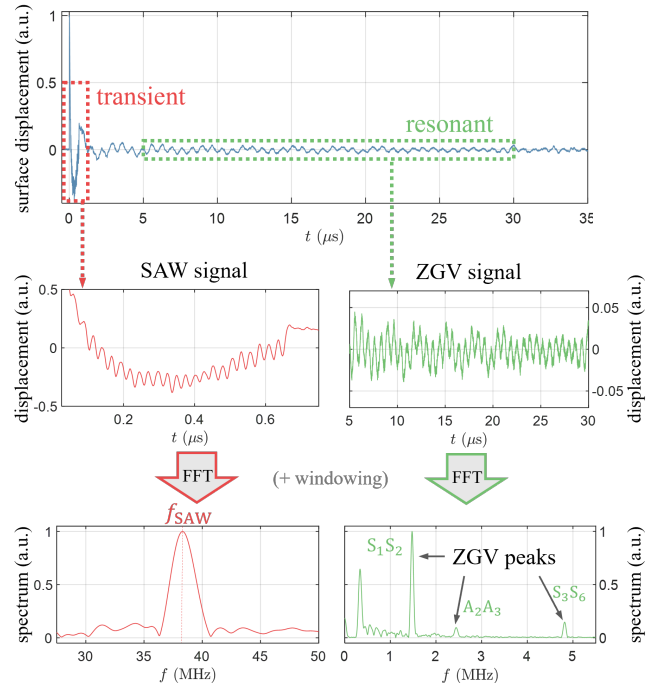 surface displacement (a.u.)
1
0.5
0
transient
resonant
0 5 10 15 20 25 30 35
t (μs)
SAW signal
ZGV signal
displacement (a.u.)
0.5
0
-0.5
0.2 0.4 0.6
t (μs)
0.05
0
-0.05
displacement (a.u.)
5 10 15 20 25 30
t (μs)
FFT
(+ windowing)
FFT
f_SAW
spectrum (a.u.)
1
0.5
0
30 35 40 45 50
f (MHz)
spectrum (a.u.)
1
0.5
0
S₁S₂
ZGV peaks
A₂A₃
S₃S₆
0 1 2 3 4 5
f (MHz)